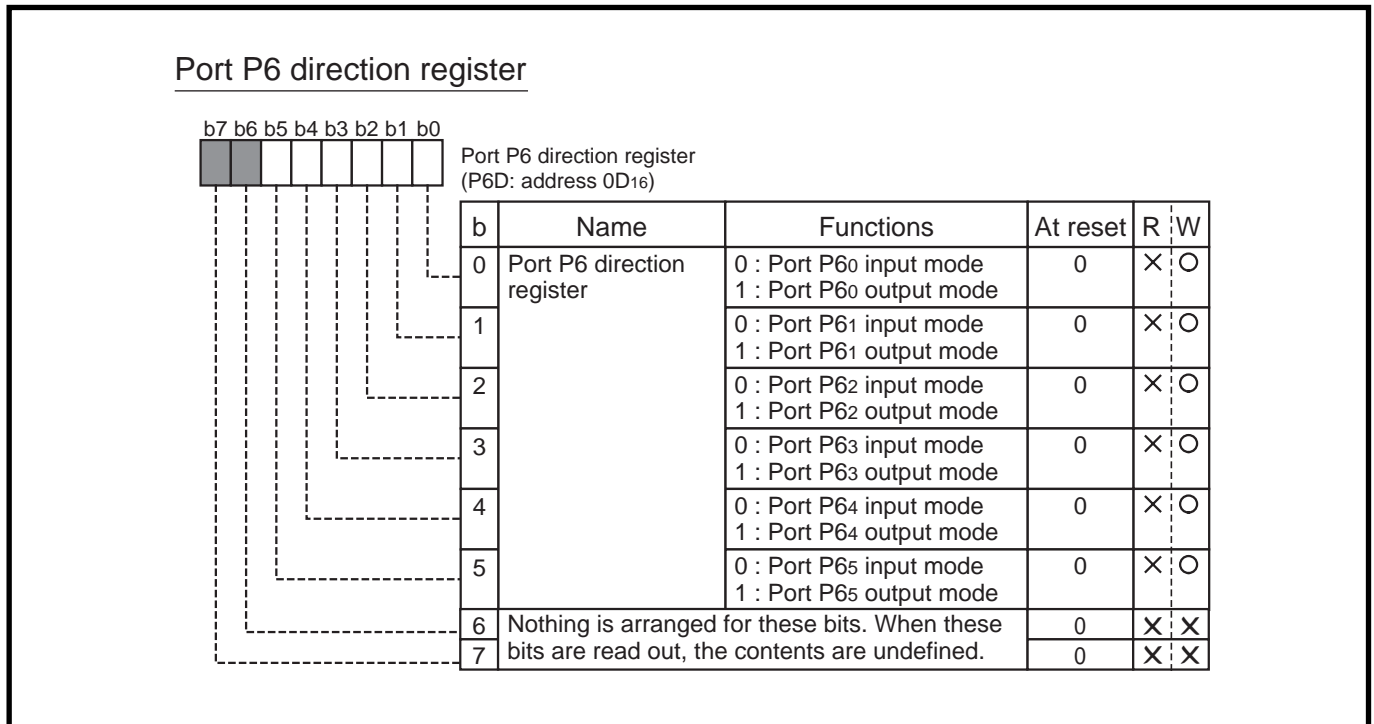 Port P6 direction register
b7 b6 b5 b4 b3 b2 b1 b0
Port P6 direction register
(P6D: address 0D16)
b Name Functions At reset R W
0 Port P6 direction register 0 : Port P60 input mode 0 × ○
1 : Port P60 output mode
1 0 : Port P61 input mode 0 × ○
1 : Port P61 output mode
2 0 : Port P62 input mode 0 × ○
1 : Port P62 output mode
3 0 : Port P63 input mode 0 × ○
1 : Port P63 output mode
4 0 : Port P64 input mode 0 × ○
1 : Port P64 output mode
5 0 : Port P65 input mode 0 × ○
1 : Port P65 output mode
6 Nothing is arranged for these bits. When these 0 × ×
7 bits are read out, the contents are undefined. 0 × ×